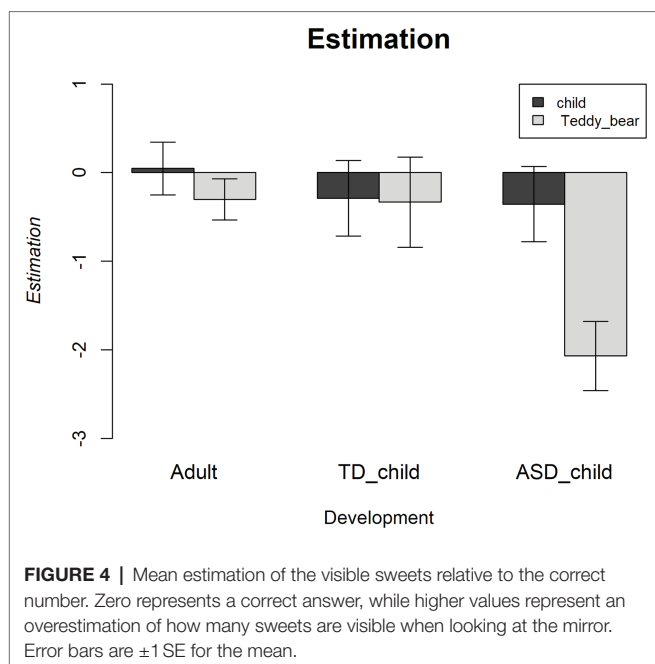 Estimation
child
Teddy_bear
Estimation
1
0
-1
-2
-3
Adult TD_child ASD_child
Development
FIGURE 4 | Mean estimation of the visible sweets relative to the correct
number. Zero represents a correct answer, while higher values represent an
overestimation of how many sweets are visible when looking at the mirror.
Error bars are ±1 SE for the mean.